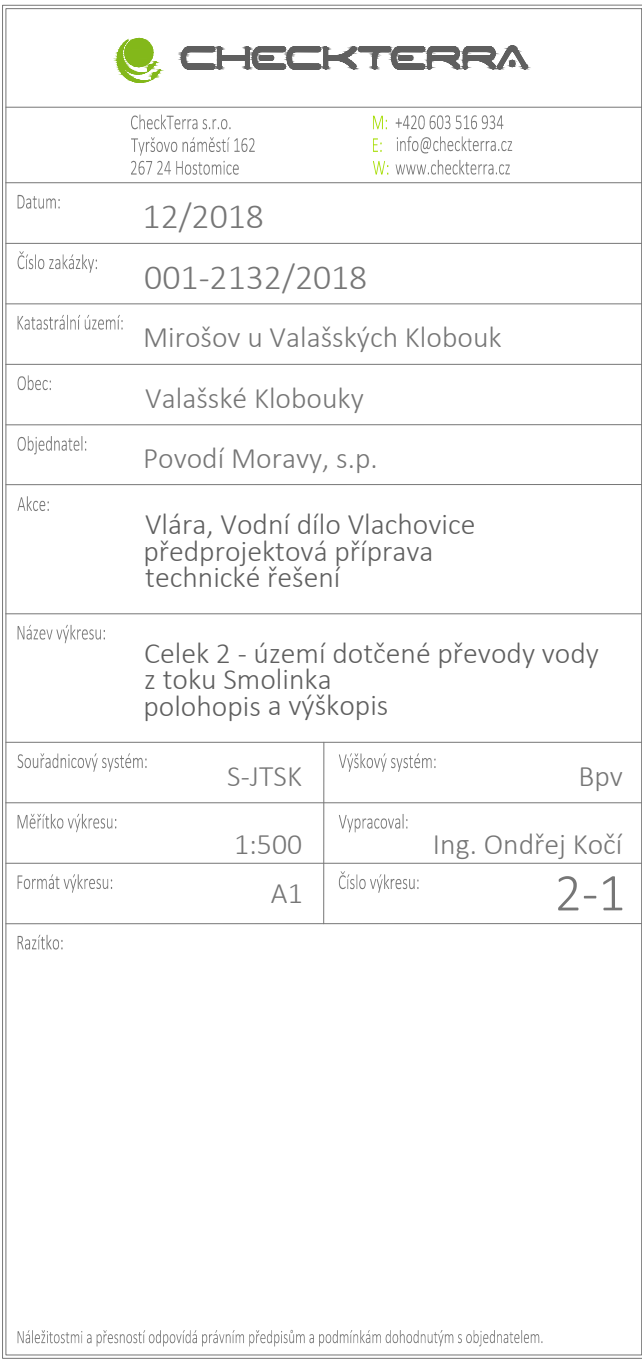 CHECKTERRA
CheckTerra s.r.o.
Tyršovo náměstí 162
267 24 Hostomice
M: +420 603 516 934
E: info@checkterra.cz
W: www.checkterra.cz
Datum:
12/2018
Číslo zakázky:
001-2132/2018
Katastrální území:
Mirošov u Valašských Klobouk
Obec:
Valašské Klobouky
Objednatel:
Povodí Moravy, s.p.
Akce:
Vlára, Vodní dílo Vlachovice
předprojektová příprava
technické řešení
Název výkresu:
Celek 2 - území dotčené převody vody
z toku Smolinka
polohopis a výškopis
Souřadnicový systém:
S-JTSK
Výškový systém:
Bpv
Měřítko výkresu:
1:500
Vypracoval:
Ing. Ondřej Kočí
Formát výkresu:
A1
Číslo výkresu:
2-1
Razítko:
Náležitostmi a přesností odpovídá právním předpisům a podmínkám dohodnutým s objednatelem.